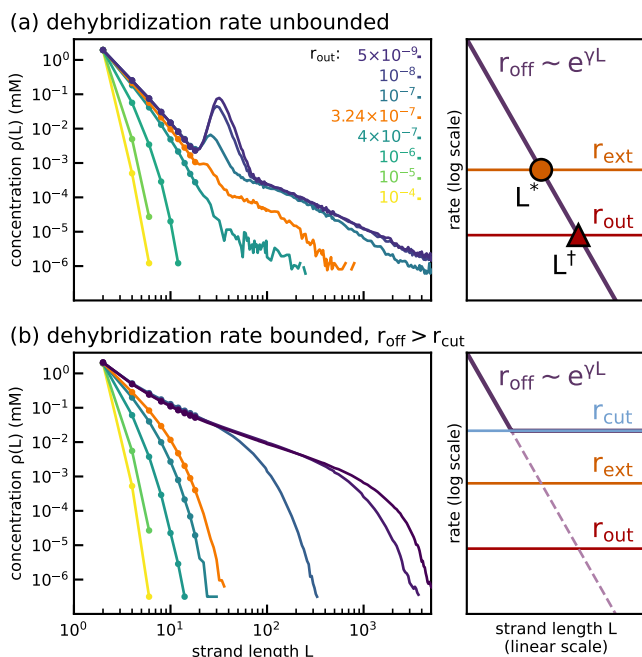 (a) dehybridization rate unbounded
concentration ρ(L) (mM)
10⁰
10⁻¹
10⁻²
10⁻³
10⁻⁴
10⁻⁵
10⁻⁶
r_out: 5×10⁻⁹
10⁻⁸
10⁻⁷
3.24×10⁻⁷
4×10⁻⁷
10⁻⁶
10⁻⁵
10⁻⁴
rate (log scale)
r_off ~ e^γL
r_ext
L*
r_out
L†
(b) dehybridization rate bounded, r_off > r_cut
concentration ρ(L) (mM)
10⁰
10⁻¹
10⁻²
10⁻³
10⁻⁴
10⁻⁵
10⁻⁶
10⁰ 10¹ 10² 10³
strand length L
rate (log scale)
r_off ~ e^γL
r_cut
r_ext
r_out
strand length L
(linear scale)